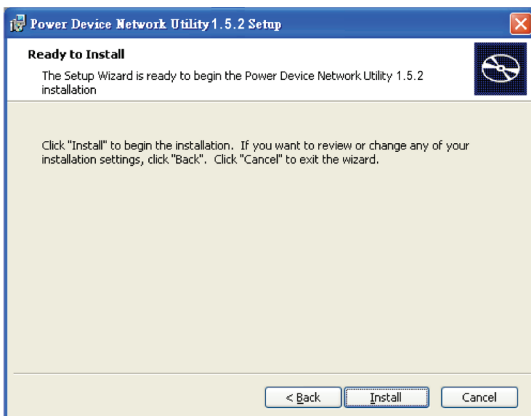 Power Device Network Utility 1.5.2 Setup
Ready to Install
The Setup Wizard is ready to begin the Power Device Network Utility 1.5.2
installation
Click "Install" to begin the installation.  If you want to review or change any of your
installation settings, click "Back".  Click "Cancel" to exit the wizard.
< Back
Install
Cancel